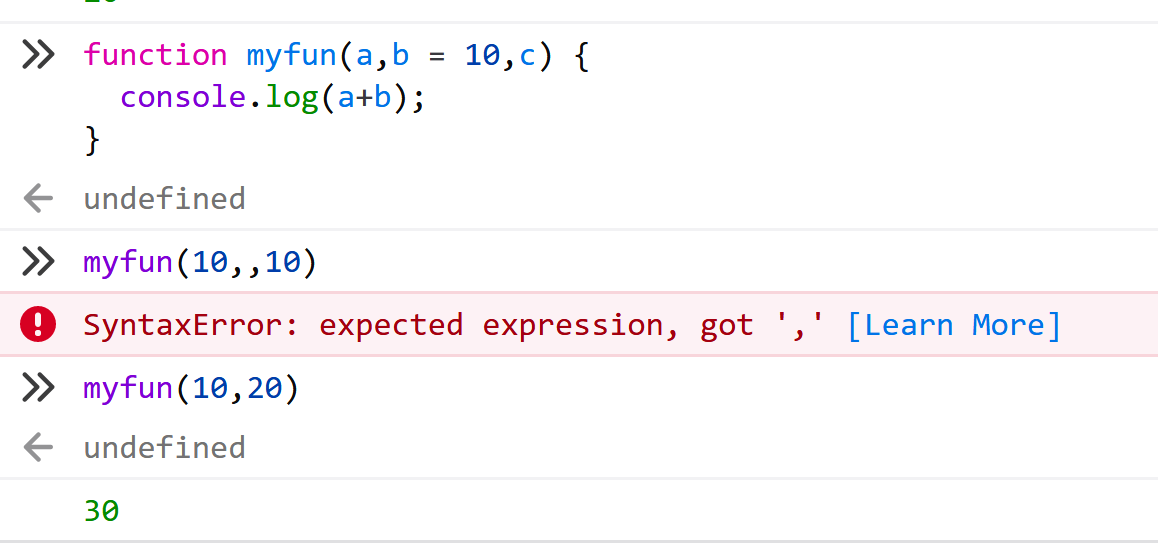 function myfun(a,b = 10,c) {
  console.log(a+b);
}
undefined
myfun(10,,10)
SyntaxError: expected expression, got ',' [Learn More]
myfun(10,20)
undefined
30